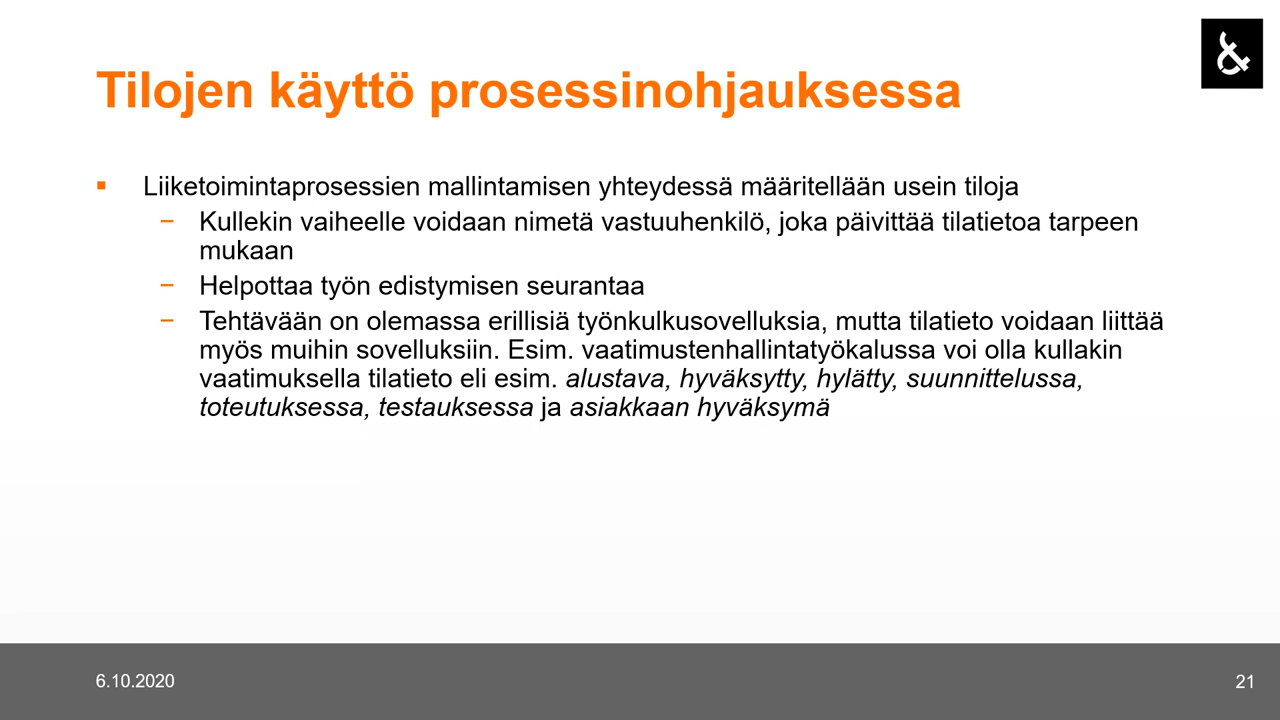 &
Tilojen käyttö prosessinohjauksessa
▪ Liiketoimintaprosessien mallintamisen yhteydessä määritellään usein tiloja
− Kullekin vaiheelle voidaan nimetä vastuuhenkilö, joka päivittää tilatietoa tarpeen
mukaan
− Helpottaa työn edistymisen seurantaa
− Tehtävään on olemassa erillisiä työnkulkusovelluksia, mutta tilatieto voidaan liittää
myös muihin sovelluksiin. Esim. vaatimustenhallintatyökalussa voi olla kullakin
vaatimuksella tilatieto eli esim. alustava, hyväksytty, hylätty, suunnittelussa,
toteutuksessa, testauksessa ja asiakkaan hyväksymä
6.10.2020
21